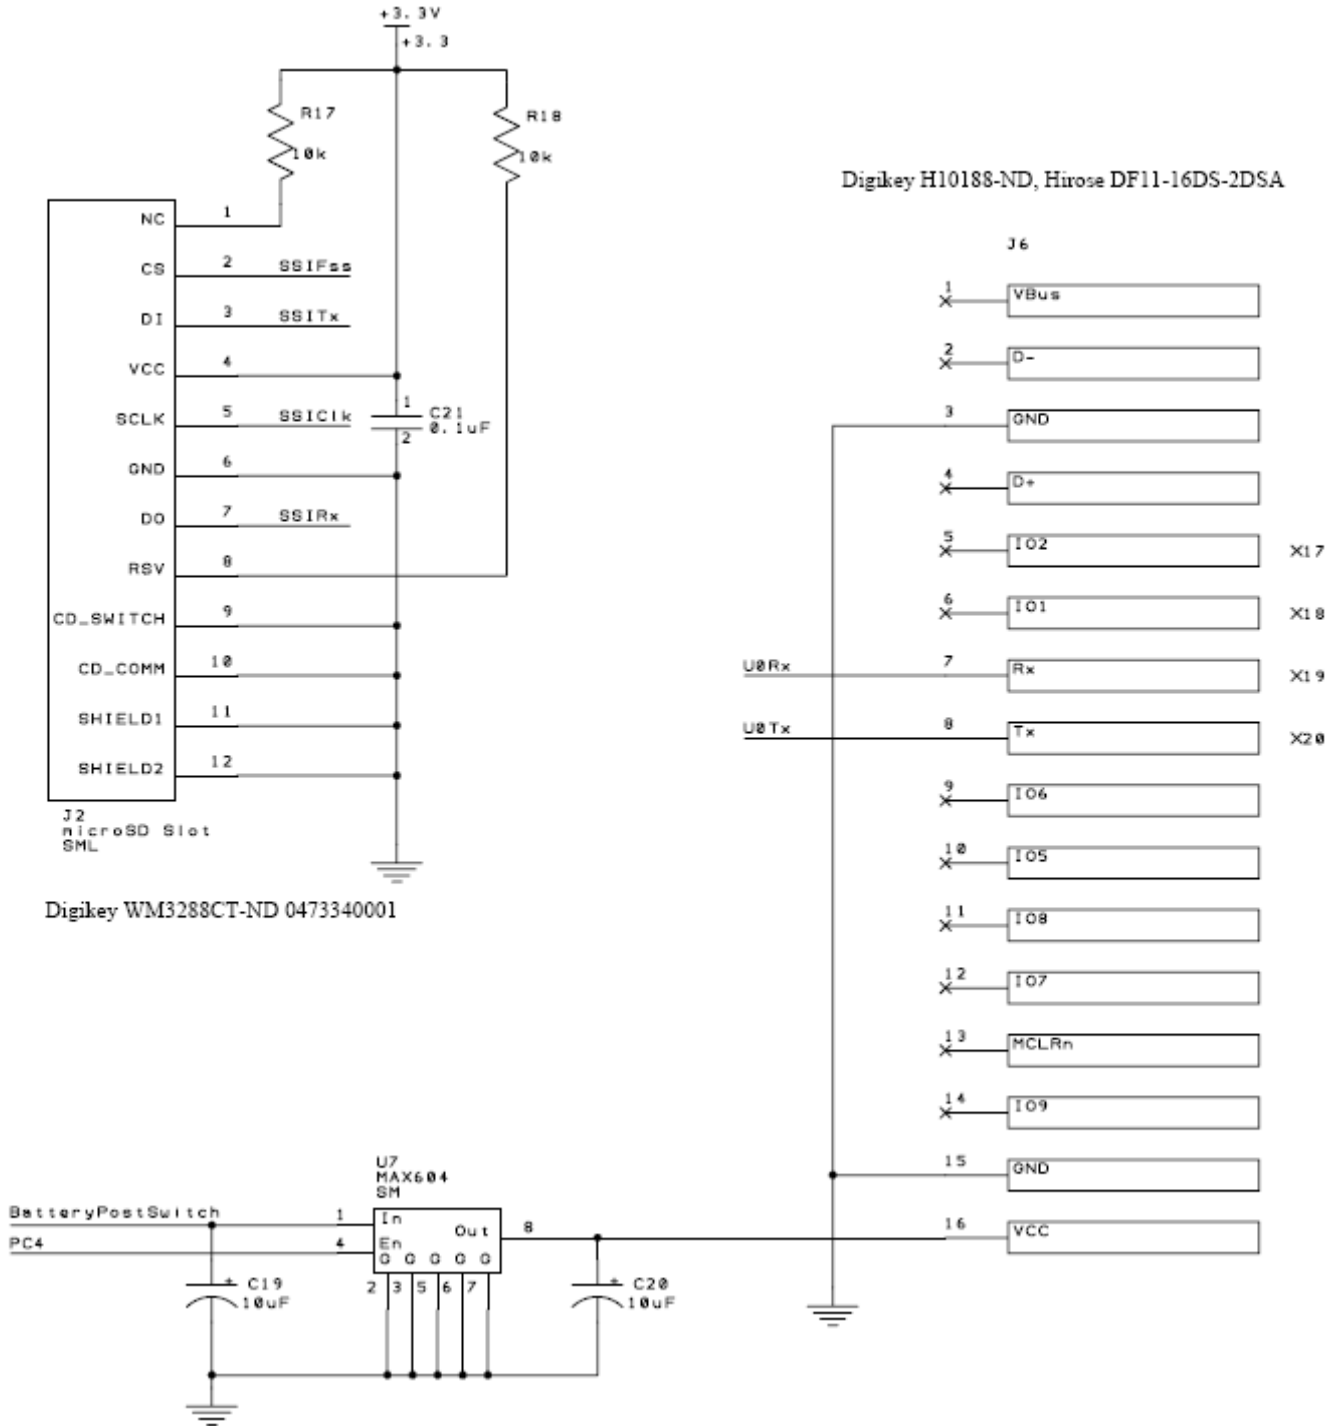 +3.3V
+3.3
R17
10k
R18
10k
NC 1
CS 2 SSIFss
DI 3 SSITx
VCC 4
SCLK 5 SSIClk
GND 6
DO 7 SSIRx
RSV 8
CD_SWITCH 9
CD_COMM 10
SHIELD1 11
SHIELD2 12
1
C21
0.1uF
2
J2
microSD Slot
SML
Digikey WM3288CT-ND 0473340001
Digikey H10188-ND, Hirose DF11-16DS-2DSA
J6
1 VBus
2 D-
3 GND
4 D+
5 IO2 X17
6 IO1 X18
U0Rx 7 Rx X19
U0Tx 8 Tx X20
9 IO6
10 IO5
11 IO8
12 IO7
13 MCLRn
14 IO9
15 GND
16 VCC
U7
MAX604
SM
BatteryPostSwitch 1 In
Out 8
PC4 4 En
G G G G G
2 3 5 6 7
+ C19
10uF
+ C20
10uF